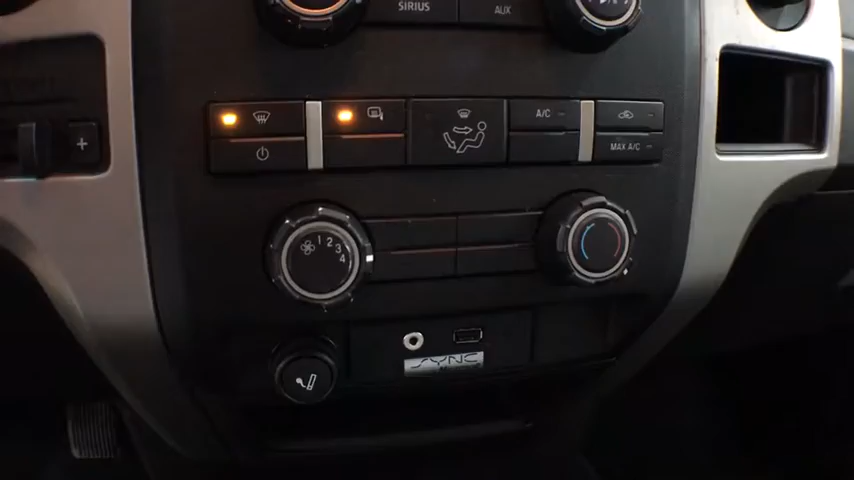 SIRIUS AUX
A/C
MAX A/C
1 2 3 4
SYNC